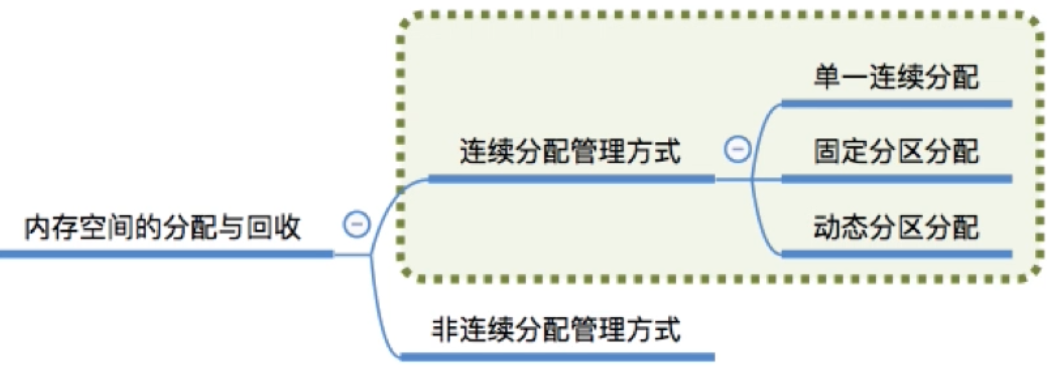 单一连续分配
连续分配管理方式
固定分区分配
内存空间的分配与回收
动态分区分配
非连续分配管理方式